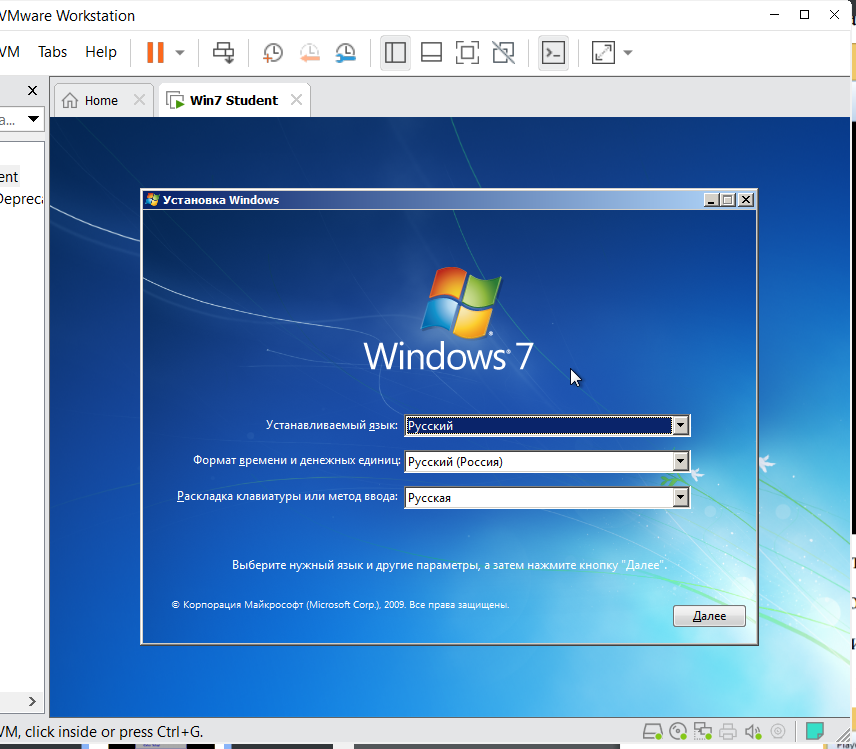 VMware Workstation
VM Tabs Help
a...
Home
Win7 Student
ent
Depreca
Установка Windows
Windows® 7
Устанавливаемый язык: Русский
Формат времени и денежных единиц: Русский (Россия)
Раскладка клавиатуры или метод ввода: Русская
Выберите нужный язык и другие параметры, а затем нажмите кнопку "Далее".
© Корпорация Майкрософт (Microsoft Corp.), 2009. Все права защищены.
Далее
VM, click inside or press Ctrl+G.